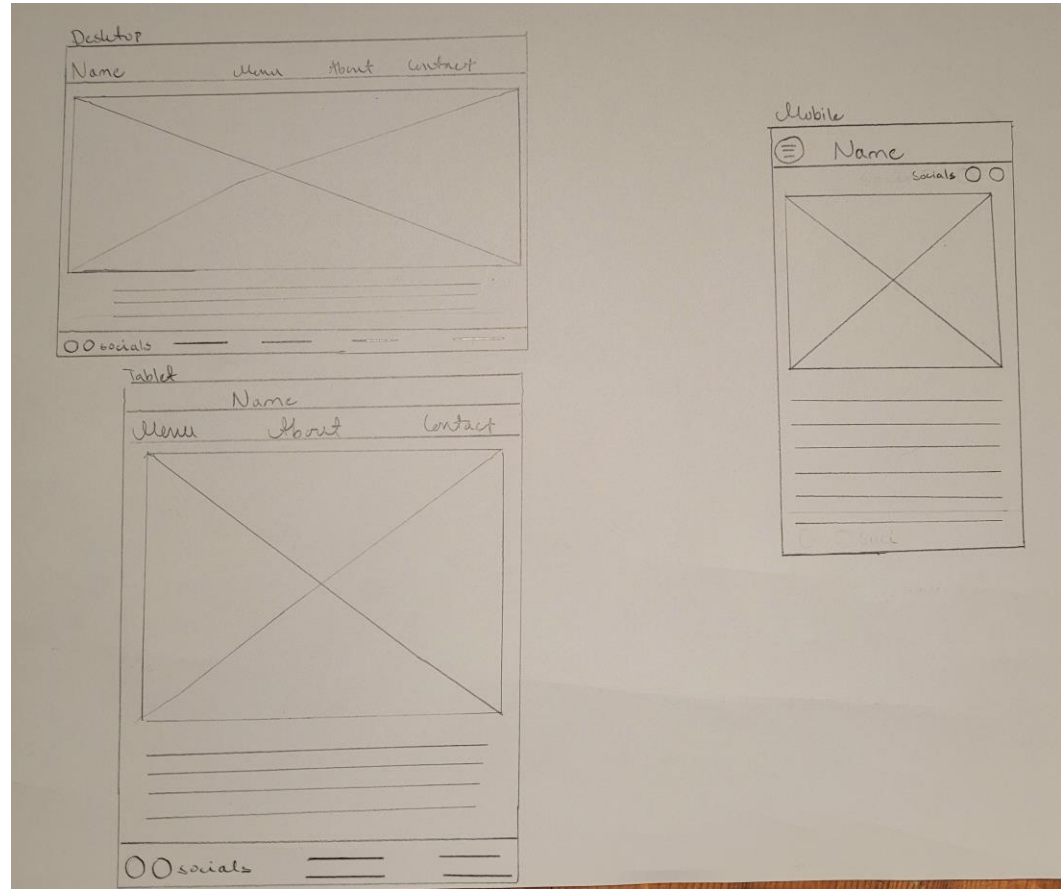 Desktop
Name Menu About Contact
socials
Tablet
Name
Menu About Contact
socials
Mobile
Name
Socials